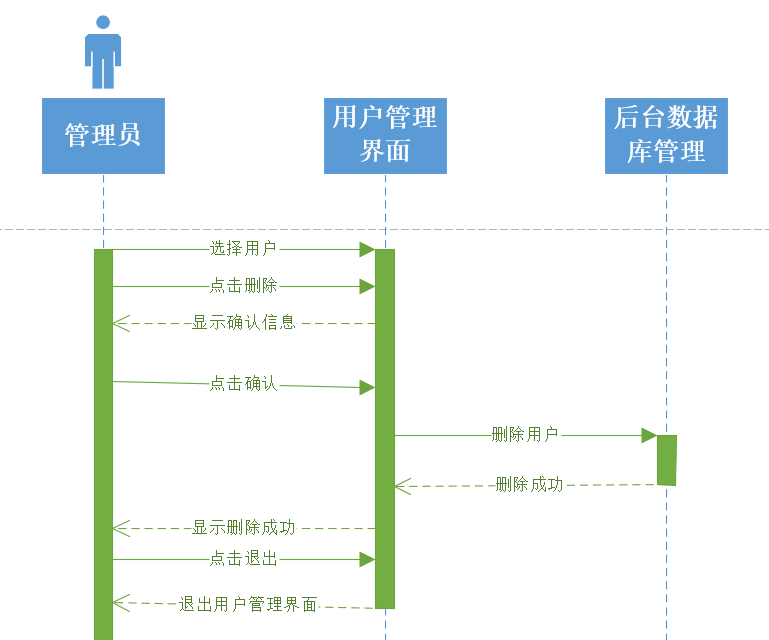 管理员
用户管理
界面
后台数据
库管理
选择用户
点击删除
显示确认信息
点击确认
删除用户
删除成功
显示删除成功
点击退出
退出用户管理界面